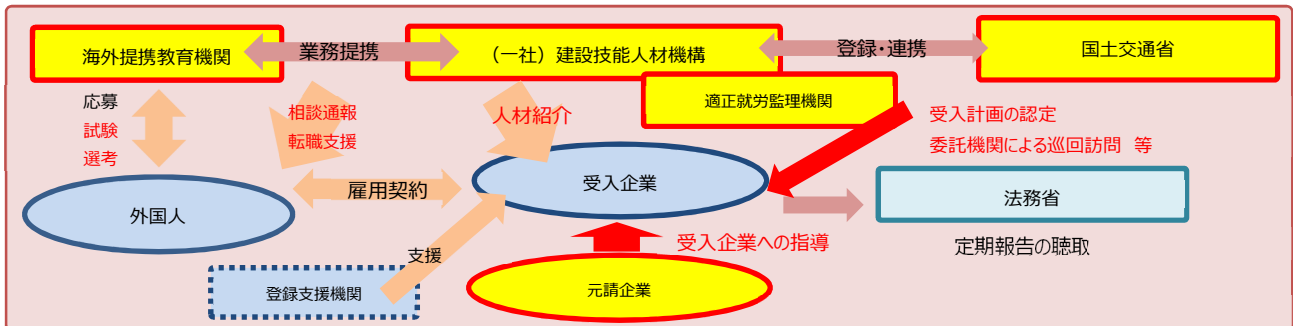 海外提携教育機関
業務提携
（一社）建設技能人材機構
登録・連携
国土交通省
適正就労監理機関
応募
試験
選考
相談通報
転職支援
人材紹介
受入計画の認定
委託機関による巡回訪問 等
外国人
雇用契約
受入企業
法務省
支援
受入企業への指導
定期報告の聴取
登録支援機関
元請企業